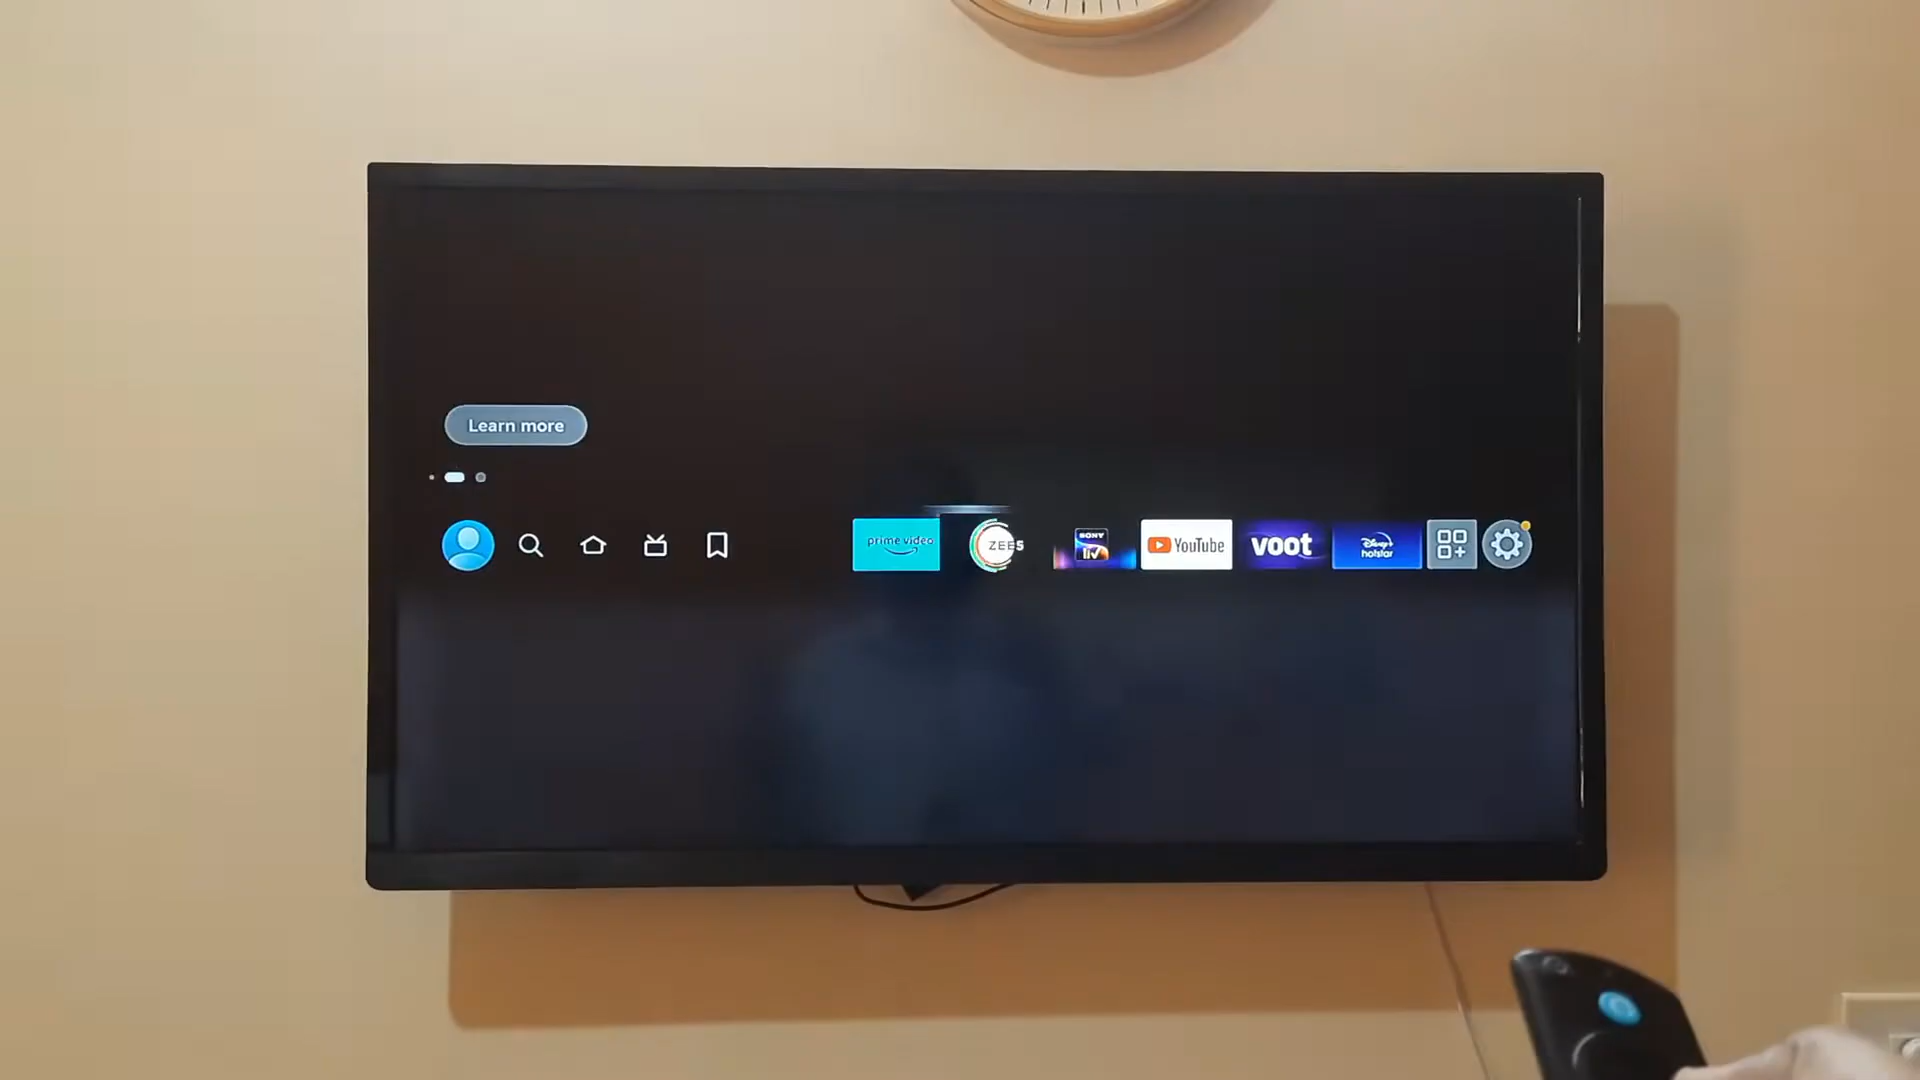 Learn more
prime video
ZEE5
SONY
liv
YouTube
voot
Disney+
hotstar